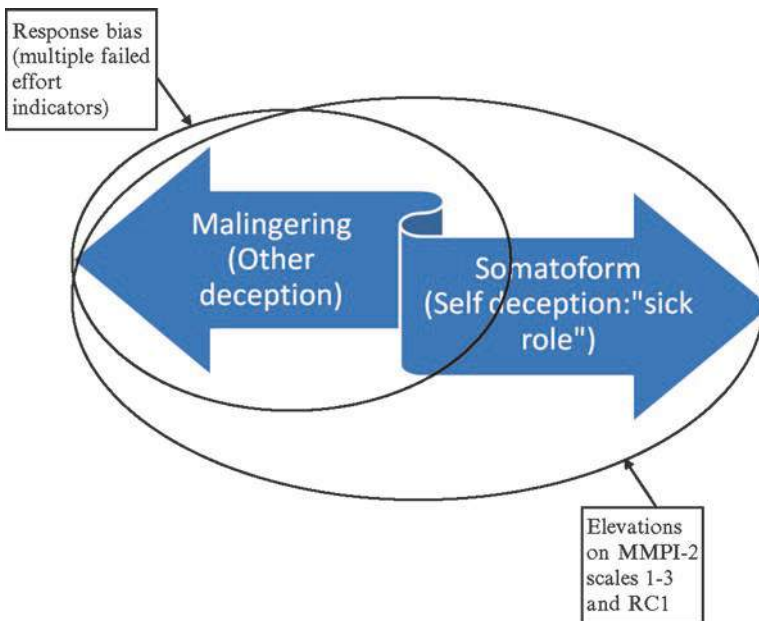 Response bias
(multiple failed
effort
indicators)
Malingering
(Other
deception)
Somatoform
(Self deception:"sick
role")
Elevations
on MMPI-2
scales 1-3
and RC1